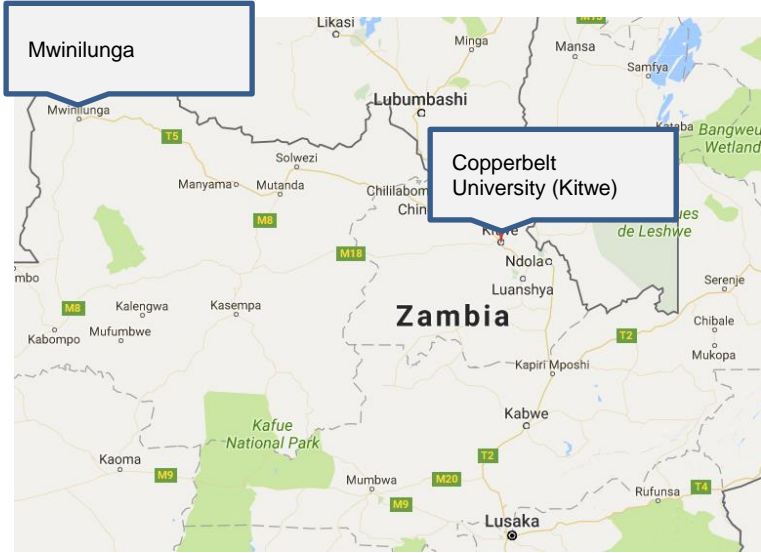 Mwinilunga
Copperbelt
University (Kitwe)
Likasi
Minga
Mansa
M13
Samfya
Lubumbashi
Mwinilunga
T5
Kataba
Bangweu
Wetland
Solwezi
Manyama
Mutanda
Chililabom
Chin
M8
ques
de Leshwe
Kitwe
M18
Ndola
mbo
Luanshya
Serenje
M8
Kalengwa
Kasempa
Zambia
Chibale
Kabompo
Mufumbwe
T2
Mukopa
Kapiri Mposhi
Kafue
National Park
Kabwe
Kaoma
M9
T2
Mumbwa
M20
M9
Rufunsa
T4
Lusaka